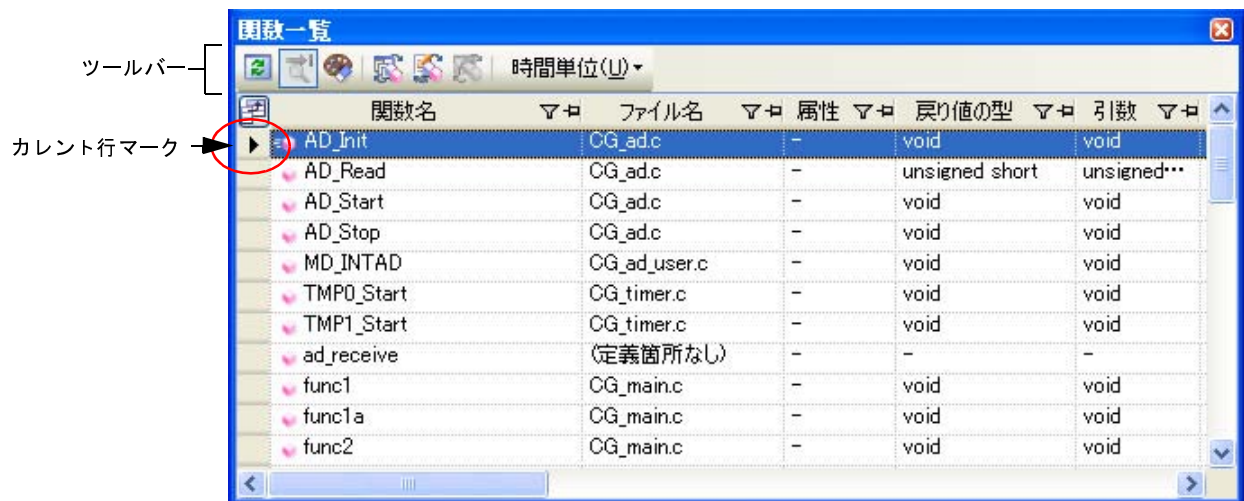 関数一覧
ツールバー
時間単位(U)
関数名 ファイル名 属性 戻り値の型 引数
カレント行マーク
AD_Init CG_ad.c - void void
AD_Read CG_ad.c - unsigned short unsigned…
AD_Start CG_ad.c - void void
AD_Stop CG_ad.c - void void
MD_INTAD CG_ad_user.c - void void
TMP0_Start CG_timer.c - void void
TMP1_Start CG_timer.c - void void
ad_receive (定義箇所なし) - - -
func1 CG_main.c - void void
func1a CG_main.c - void void
func2 CG_main.c - void void